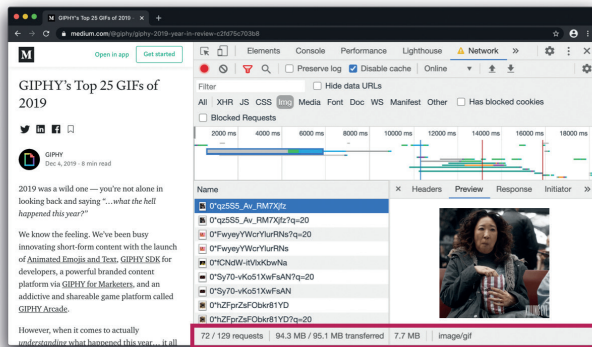 GIPHY's Top 25 GIFs of 2019 -
medium.com/@giphy/giphy-2019-year-in-review-c2fd75c703b8
M
Open in app
Get started
GIPHY's Top 25 GIFs of
2019
GIPHY
Dec 4, 2019 · 8 min read
2019 was a wild one — you're not alone in
looking back and saying "…what the hell
happened this year?"
We know the feeling. We've been busy
innovating short-form content with the launch
of Animated Emojis and Text, GIPHY SDK for
developers, a powerful branded content
platform via GIPHY for Marketers, and an
addictive and shareable game platform called
GIPHY Arcade.
However, when it comes to actually
understanding what happened this year… it all
Elements Console Performance Lighthouse Network »
Preserve log Disable cache Online
Filter Hide data URLs
All XHR JS CSS Img Media Font Doc WS Manifest Other Has blocked cookies
Blocked Requests
2000 ms 4000 ms 6000 ms 8000 ms 10000 ms 12000 ms 14000 ms 16000 ms 18000 ms
Name × Headers Preview Response Initiator »
0*qz5S5_Av_RM7Xjfz
0*qz5S5_Av_RM7Xjfz?q=20
0*FwyeyYWcrYlurRNs?q=20
0*FwyeyYWcrYlurRNs
0*fCNdW-itVixKbwNa
0*Sy70-vKo51XwFsAN?q=20
0*Sy70-vKo51XwFsAN
0*hZFprZsFObkr81YD
0*hZFprZsFObkr81YD?q=20
KILLING EVE
72 / 129 requests 94.3 MB / 95.1 MB transferred 7.7 MB image/gif